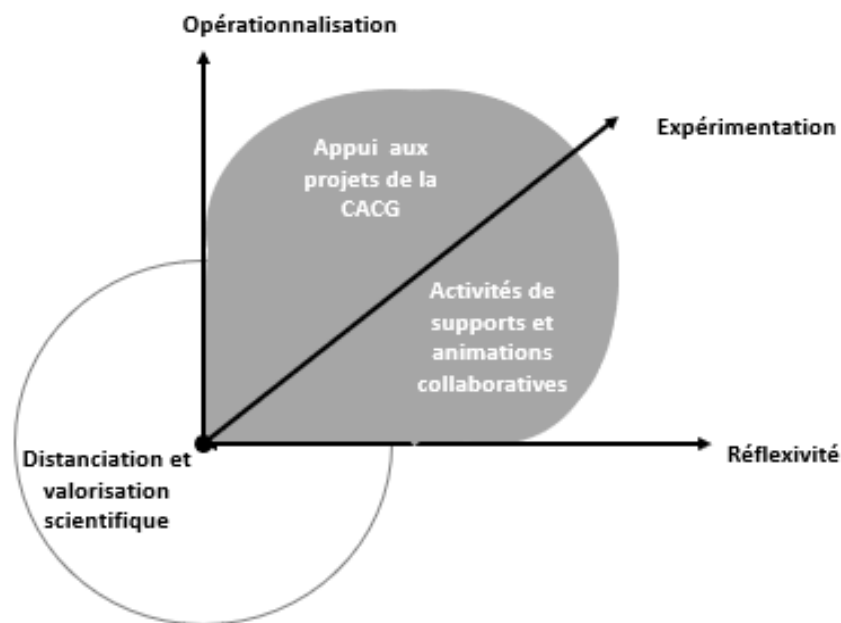 Opérationnalisation
Expérimentation
Appui aux
projets de la
CACG
Activités de
supports et
animations
collaboratives
Réflexivité
Distanciation et
valorisation
scientifique